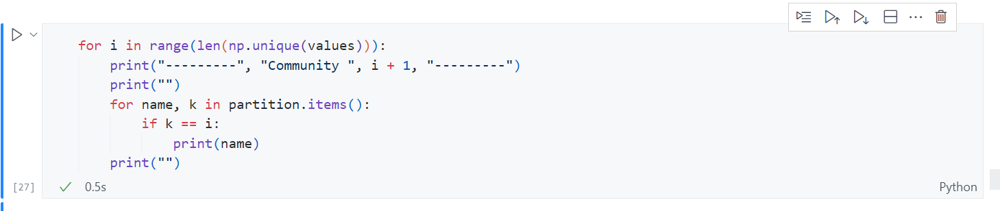 for i in range(len(np.unique(values))):
    print("---------", "Community ", i + 1, "---------")
    print("")
    for name, k in partition.items():
        if k == i:
            print(name)
    print("")
[27]
0.5s
Python